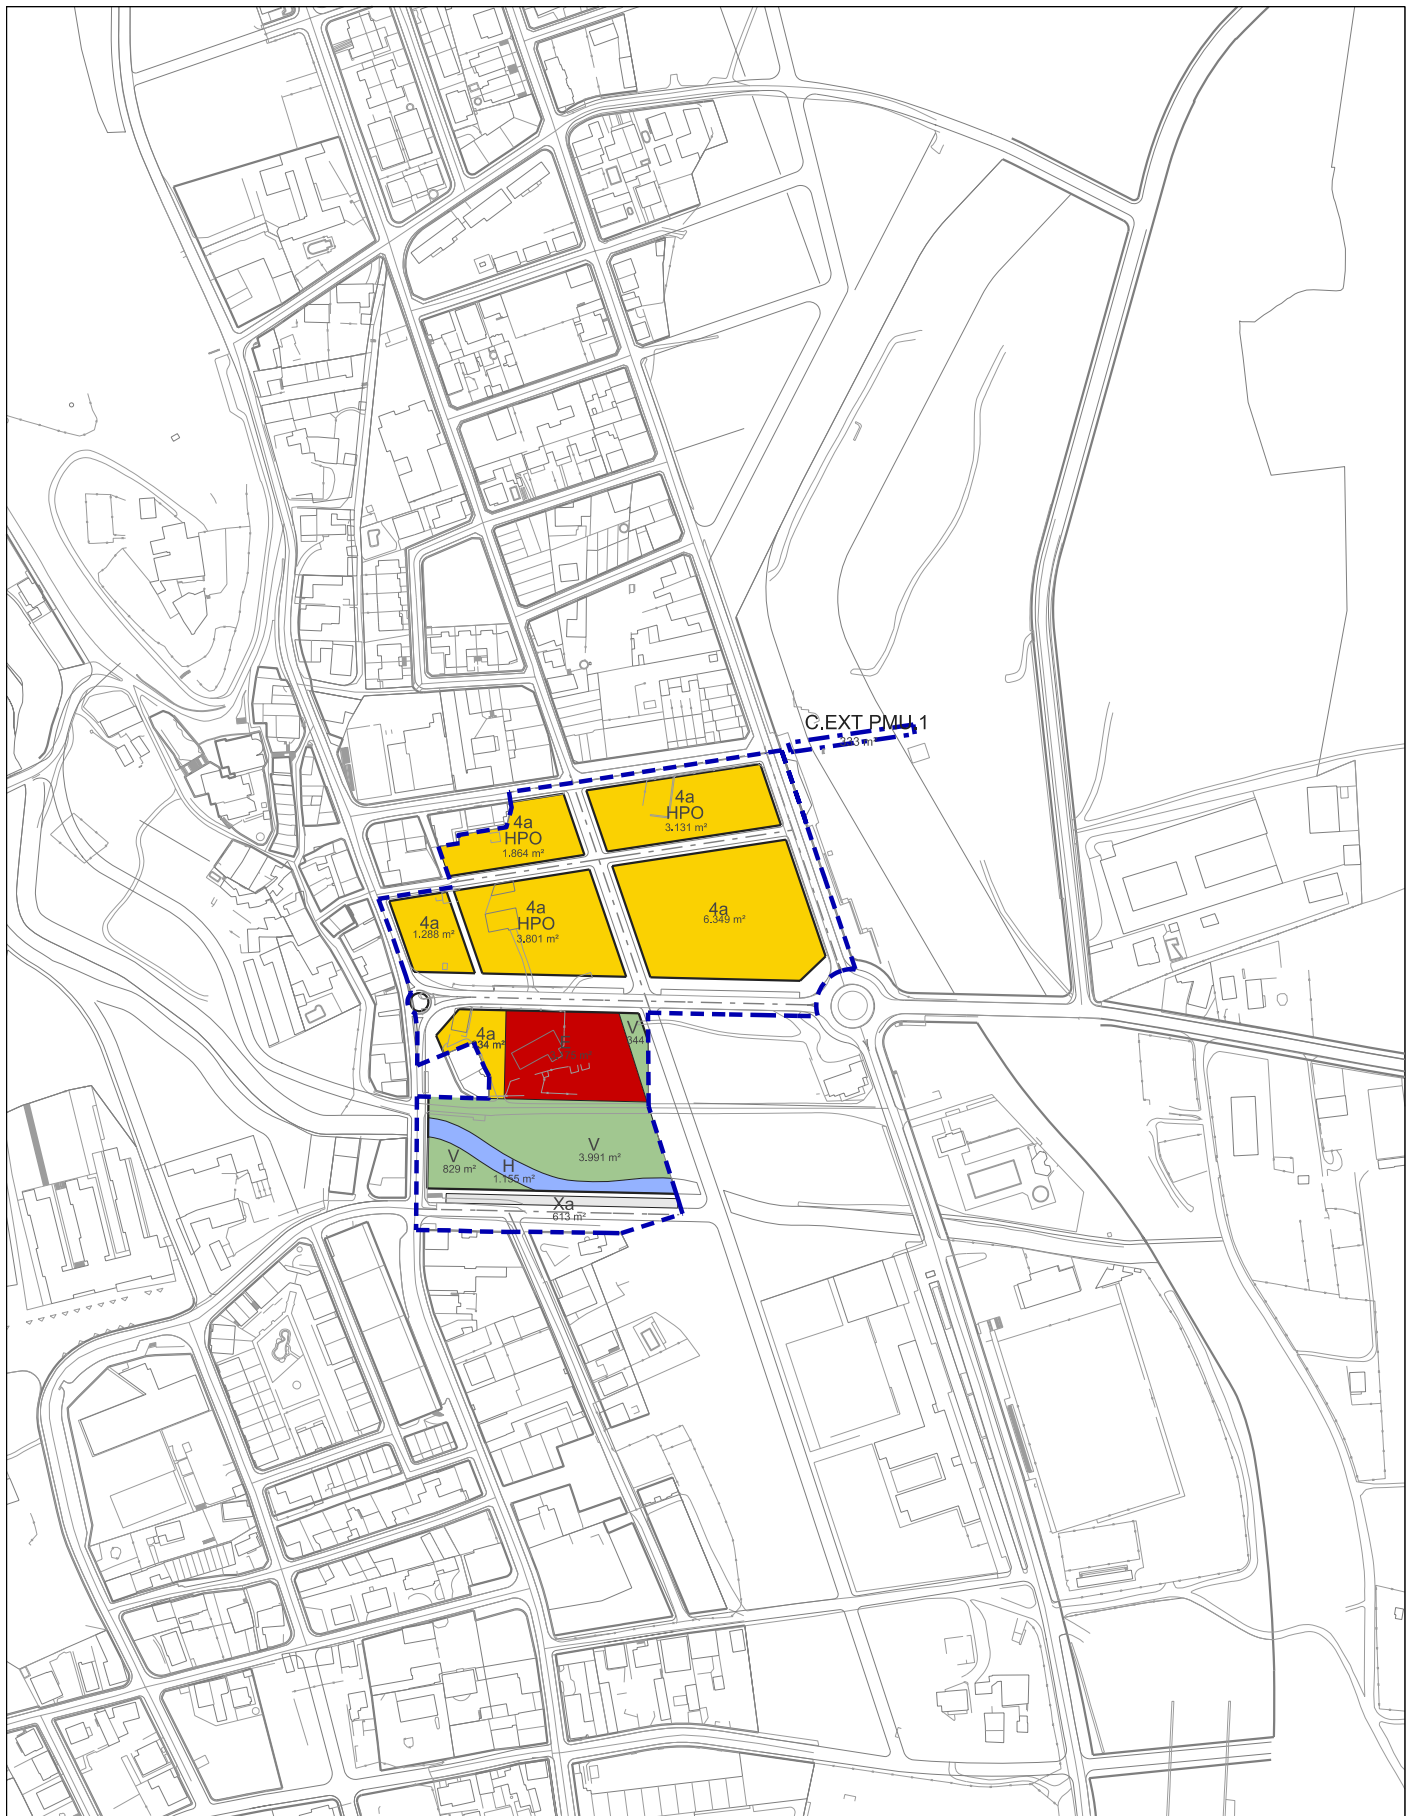 C.EXT PMU.1
4a
HPO
3.131 m²
4a
HPO
1.864 m²
4a
6.349 m²
4a
HPO
3.801 m²
4a
1.288 m²
4a
V
V
3.991 m²
V
829 m²
H
1.155 m²
Xa
613 m²